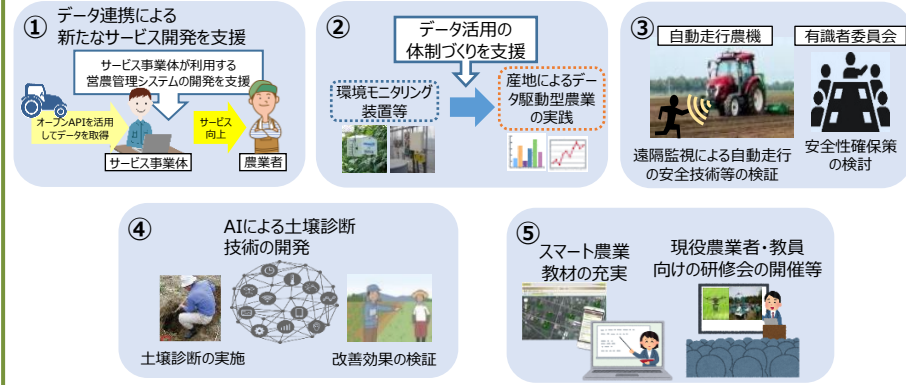 ①
データ連携による
新たなサービス開発を支援
サービス事業体が利用する
営農管理システムの開発を支援
オープンAPIを活用
してデータを取得
サービス
向上
サービス事業体
農業者
②
データ活用の
体制づくりを支援
環境モニタリング
装置等
産地によるデー
タ駆動型農業
の実践
③
自動走行農機
有識者委員会
遠隔監視による自動走行
の安全技術等の検証
安全性確保策
の検討
④
AIによる土壌診断
技術の開発
土壌診断の実施
改善効果の検証
⑤
スマート農業
教材の充実
現役農業者・教員
向けの研修会の開催等